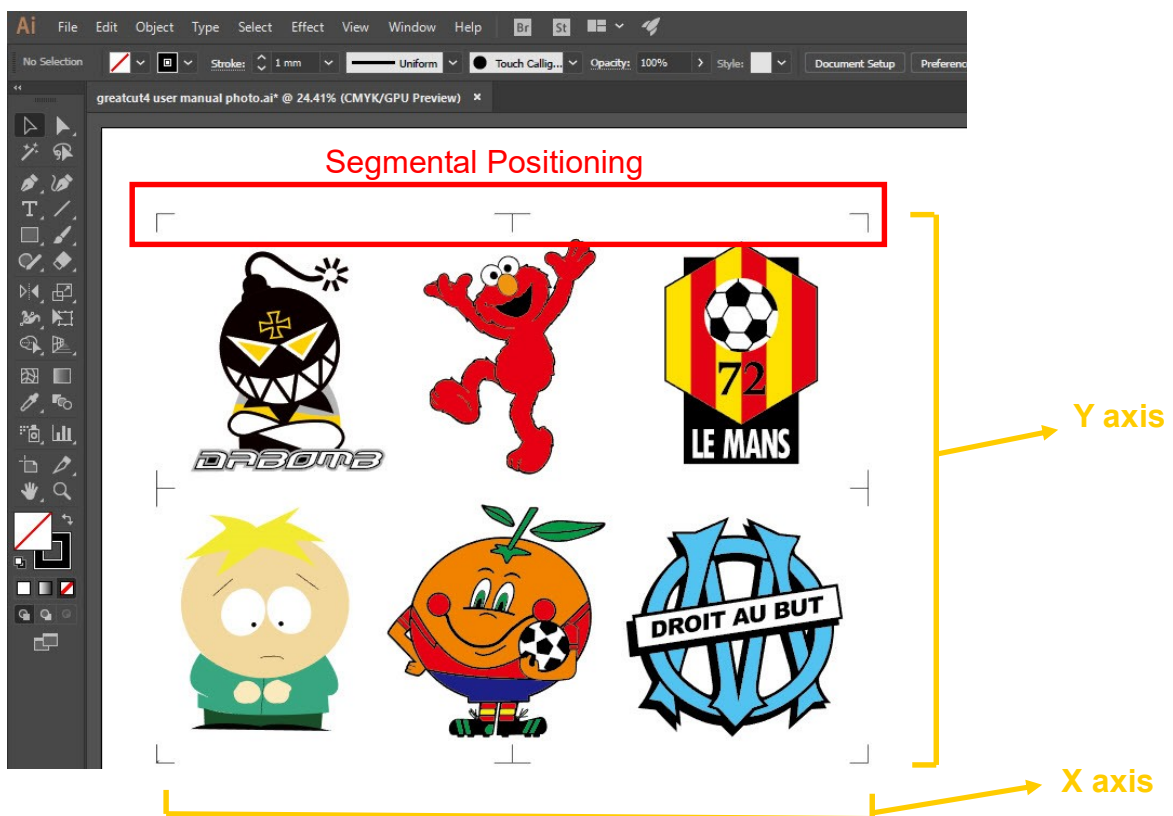 Ai File Edit Object Type Select Effect View Window Help Br St
No Selection Stroke: 1 mm Uniform Touch Callig... Opacity: 100% Style: Document Setup Preferenc
greatcut4 user manual photo.ai* @ 24.41% (CMYK/GPU Preview) ×
Segmental Positioning
72
LE MANS
DABOMB
Y axis
DROIT AU BUT
X axis